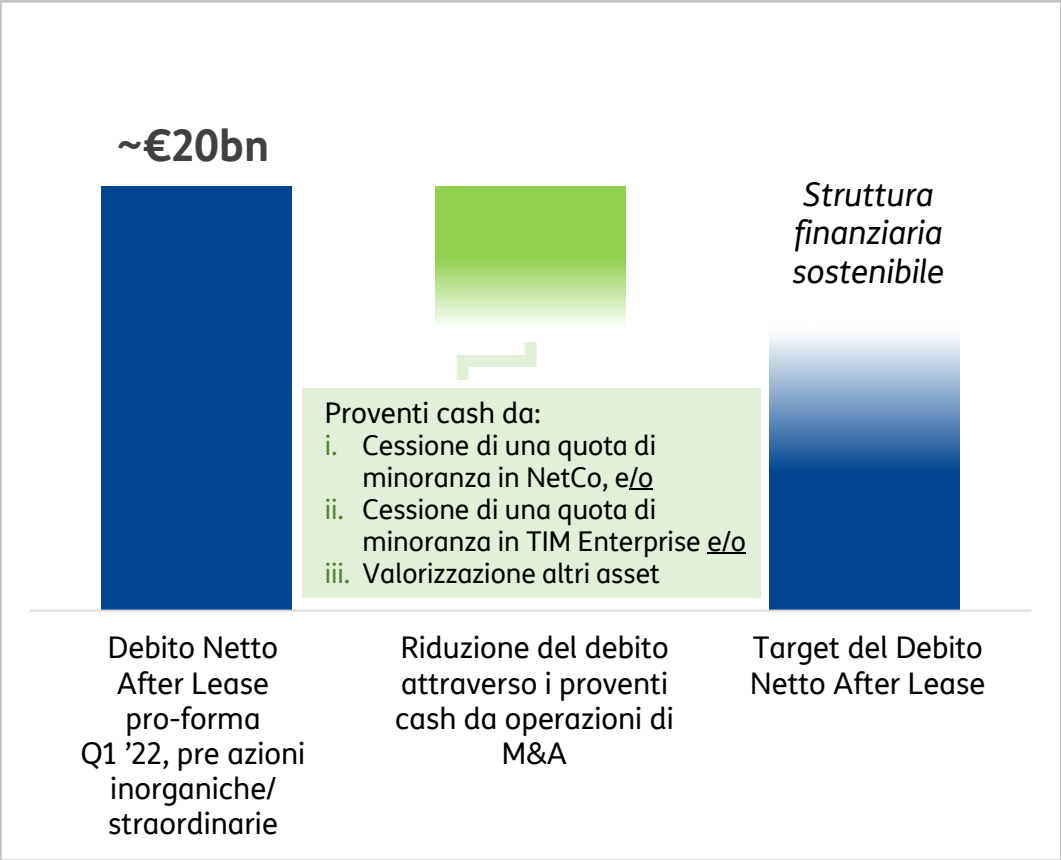 ~€20bn
Struttura
finanziaria
sostenibile
Proventi cash da:
i. Cessione di una quota di
minoranza in NetCo, e/o
ii. Cessione di una quota di
minoranza in TIM Enterprise e/o
iii. Valorizzazione altri asset
Debito Netto
After Lease
pro-forma
Q1 ’22, pre azioni
inorganiche/
straordinarie
Riduzione del debito
attraverso i proventi
cash da operazioni di
M&A
Target del Debito
Netto After Lease